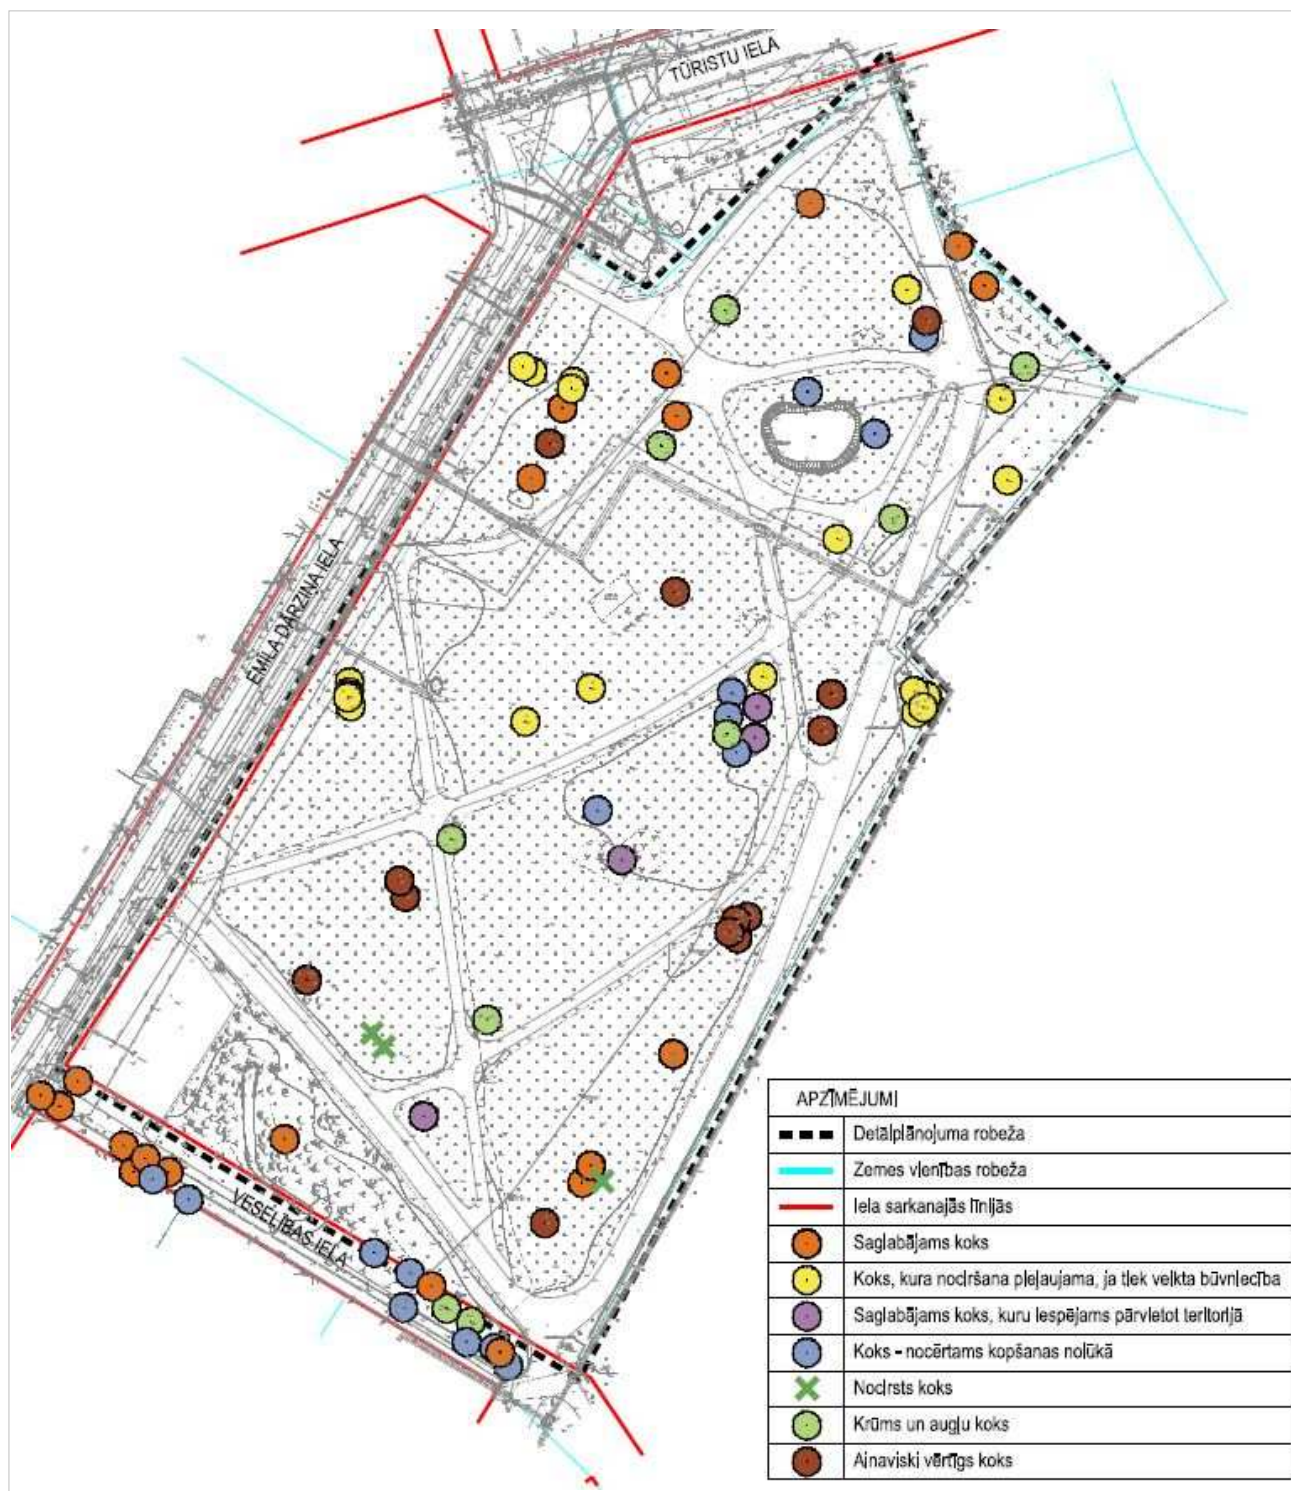 TŪRISTU IELA
EMĪLA DĀRZIŅA IELA
VESELĪBAS IELA
APZĪMĒJUMI
Detālplānojuma robeža
Zemes vienības robeža
Iela sarkanajās līnijās
Saglabājams koks
Koks, kura nociršana pieļaujama, ja tiek veikta būvniecība
Saglabājams koks, kuru iespējams pārvietot teritorijā
Koks - nocērtams kopšanas nolūkā
Nocirsts koks
Krūms un augļu koks
Ainaviski vērtīgs koks